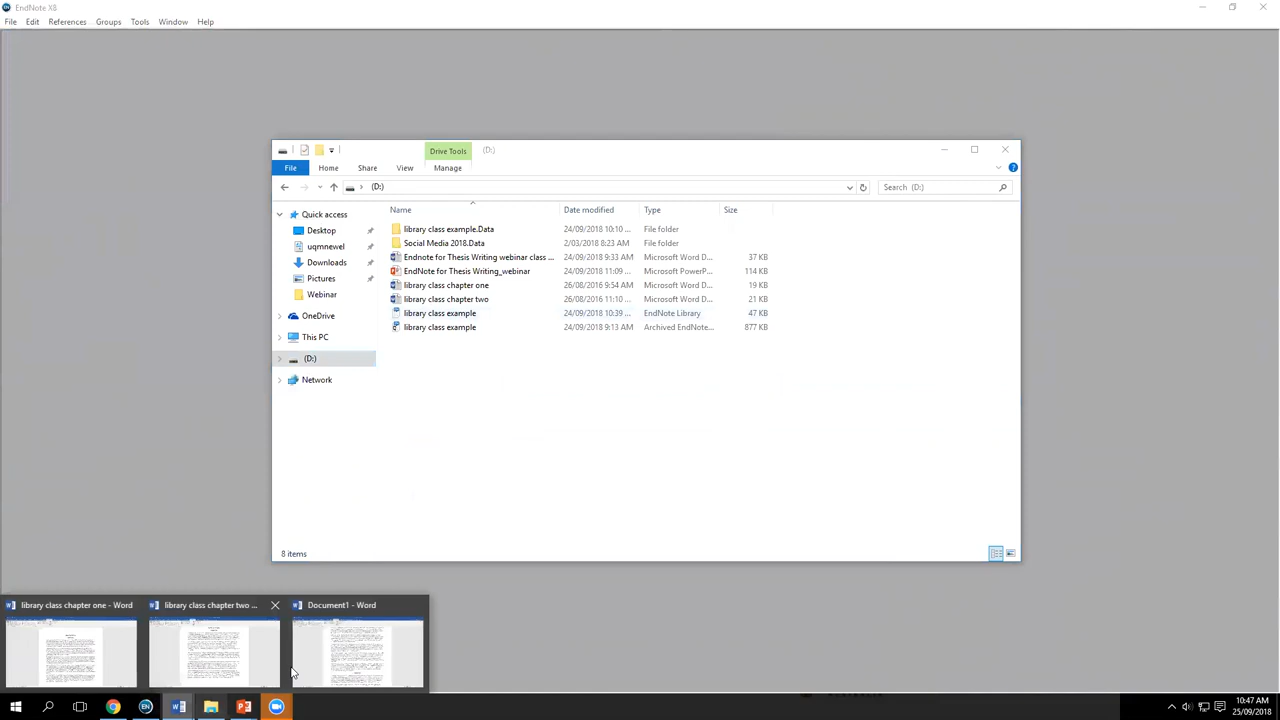 EndNote X8
File Edit References Groups Tools Window Help
Drive Tools (D:)
File Home Share View Manage
(D:) Search (D:)
Name Date modified Type Size
Quick access
Desktop
uqmnewel
Downloads
Pictures
Webinar
OneDrive
This PC
(D:)
Network
library class example.Data 24/09/2018 10:10 ... File folder
Social Media 2018.Data 2/03/2018 8:23 AM File folder
Endnote for Thesis Writing webinar class ... 24/09/2018 9:33 AM Microsoft Word D... 37 KB
EndNote for Thesis Writing_webinar 24/09/2018 11:09 ... Microsoft PowerP... 114 KB
library class chapter one 26/08/2016 9:54 AM Microsoft Word D... 19 KB
library class chapter two 26/08/2016 11:10 ... Microsoft Word D... 21 KB
library class example 24/09/2018 10:39 ... EndNote Library 47 KB
library class example 24/09/2018 9:13 AM Archived EndNote... 877 KB
8 items
library class chapter one - Word library class chapter two ... Document1 - Word
10:47 AM
25/09/2018